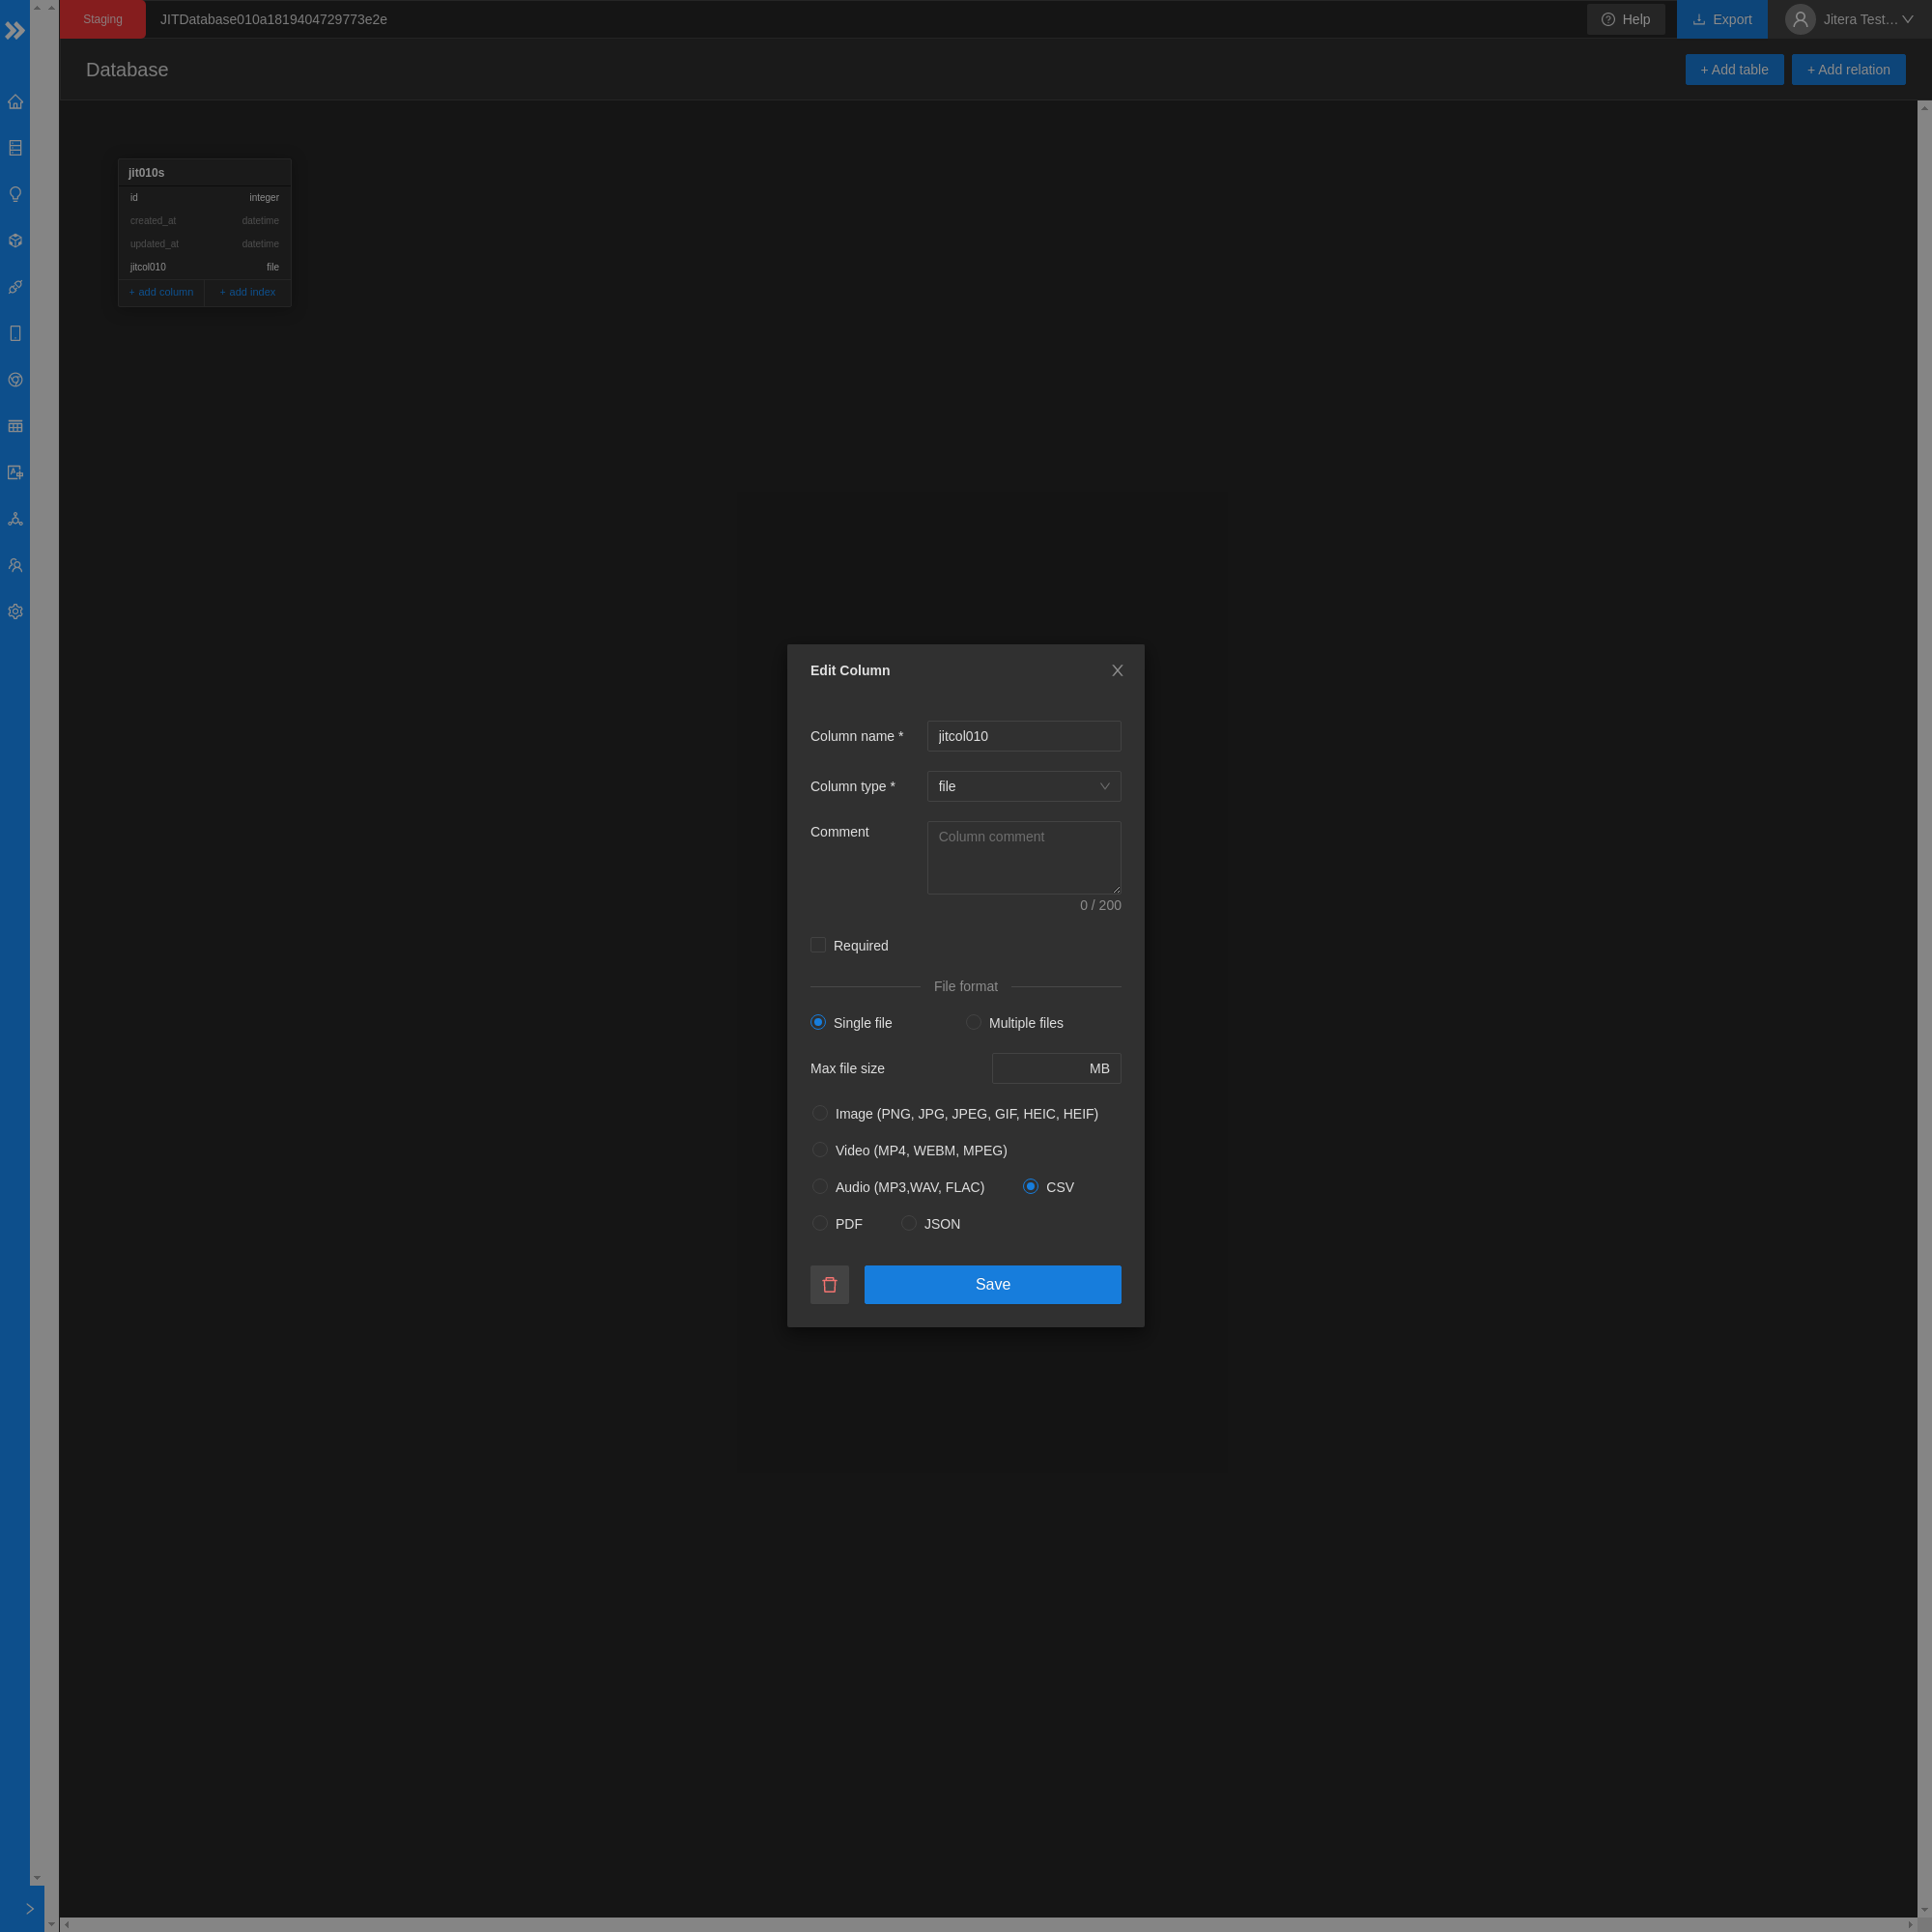 Staging JITDatabase010a1819404729773e2e Help Export Jitera Test...
Database + Add table + Add relation
jit010s
id integer
created_at datetime
updated_at datetime
jitcol010 file
+ add column + add index
Edit Column
Column name * jitcol010
Column type * file
Comment Column comment
0 / 200
Required
File format
Single file Multiple files
Max file size MB
Image (PNG, JPG, JPEG, GIF, HEIC, HEIF)
Video (MP4, WEBM, MPEG)
Audio (MP3,WAV, FLAC) CSV
PDF JSON
Save